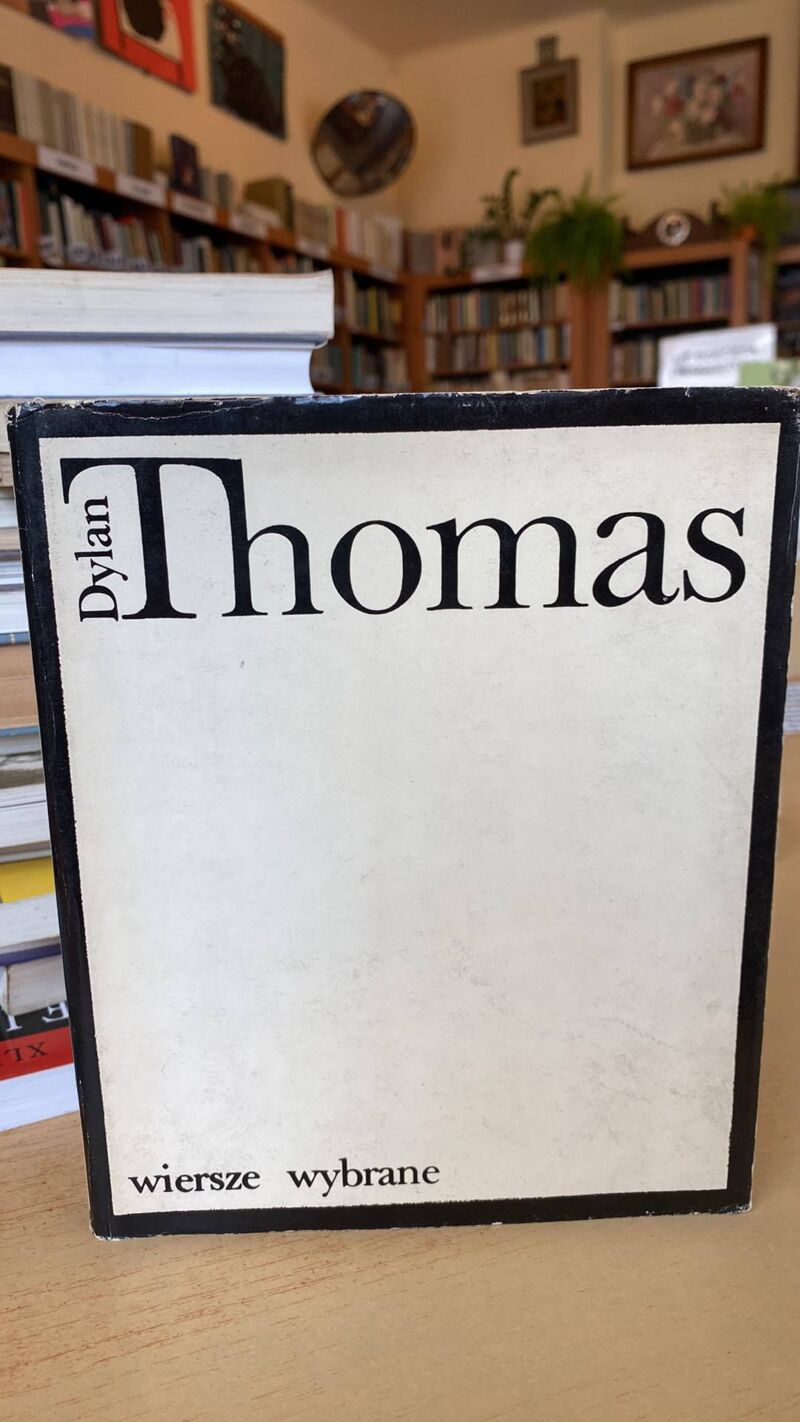 Dylan
Thomas
wiersze wybrane